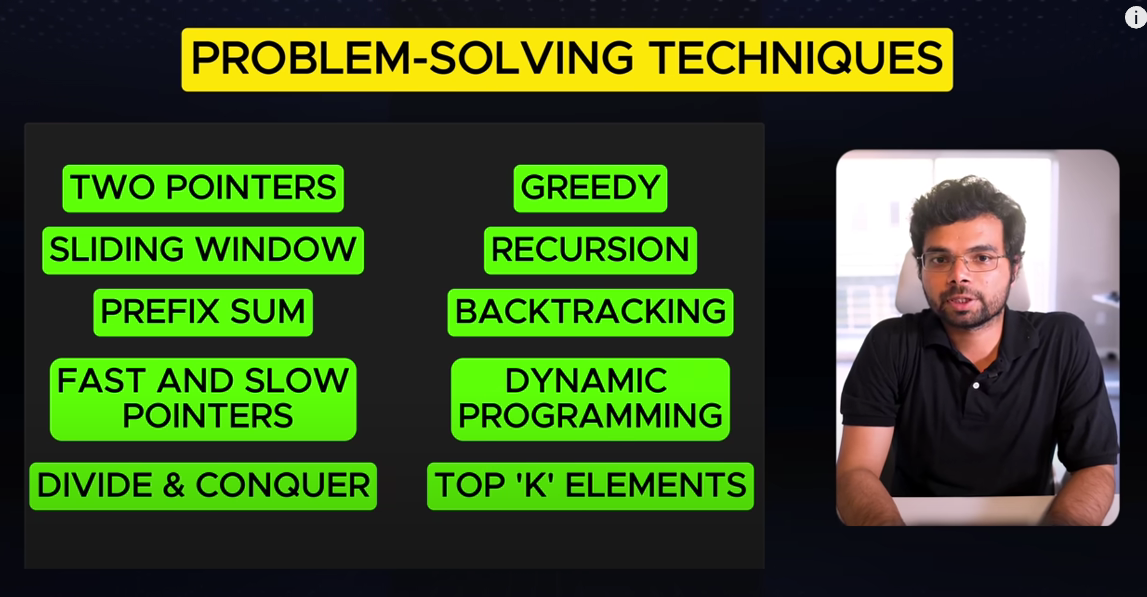 PROBLEM-SOLVING TECHNIQUES
TWO POINTERS
SLIDING WINDOW
PREFIX SUM
FAST AND SLOW
POINTERS
DIVIDE & CONQUER
GREEDY
RECURSION
BACKTRACKING
DYNAMIC
PROGRAMMING
TOP 'K' ELEMENTS
i